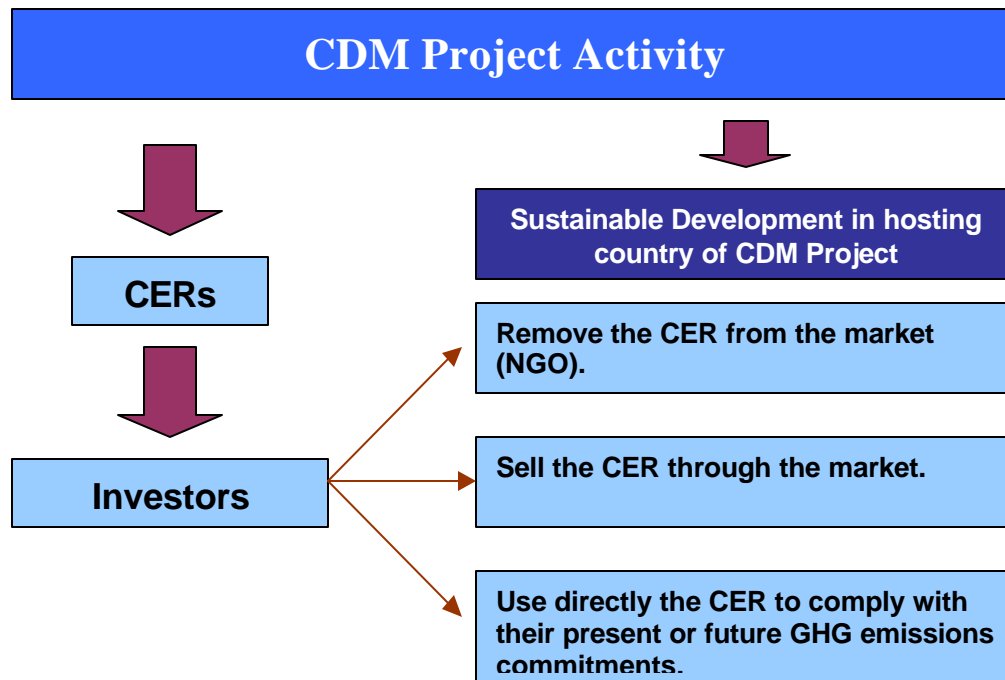 CDM Project Activity
Sustainable Development in hosting
country of CDM Project
CERs
Remove the CER from the market
(NGO).
Sell the CER through the market.
Investors
Use directly the CER to comply with
their present or future GHG emissions
commitments.